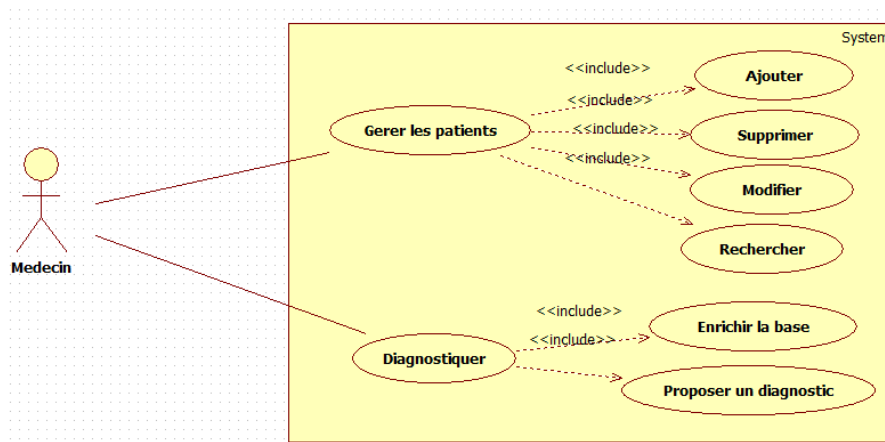 System
<<include>>
Ajouter
<<include>>
Gerer les patients
<<include>>
Supprimer
<<include>>
Modifier
Rechercher
Medecin
<<include>>
Enrichir la base
<<include>>
Diagnostiquer
Proposer un diagnostic